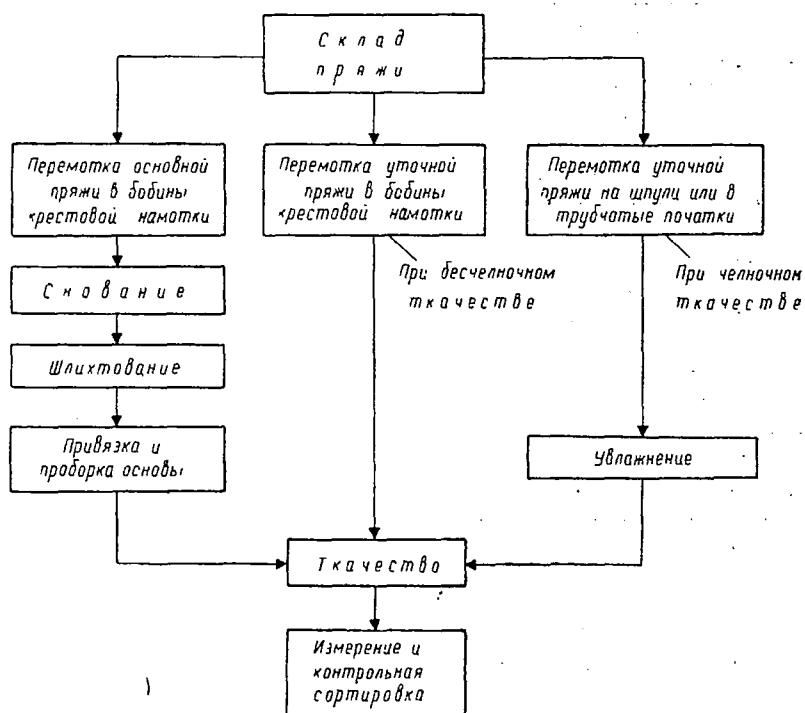 Склад
пряжи
Перемотка основной
пряжи в бобины
крестовой намотки
Перемотка уточной
пряжи в бобины
крестовой намотки
Перемотка уточной
пряжи на шпули или в
трубчатые початки
При бесчелночном
ткачестве
При челночном
ткачестве
Снование
Шлихтование
Привязка и
проборка основы
Увлажнение
Ткачество
Измерение и
контрольная
сортировка